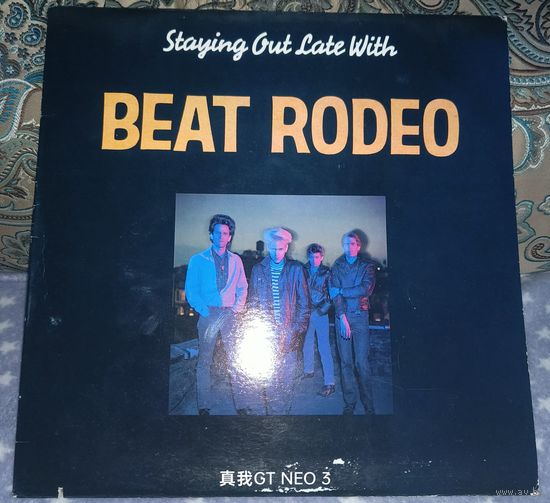 Staying Out Late With
BEAT RODEO
真我GT NEO 3